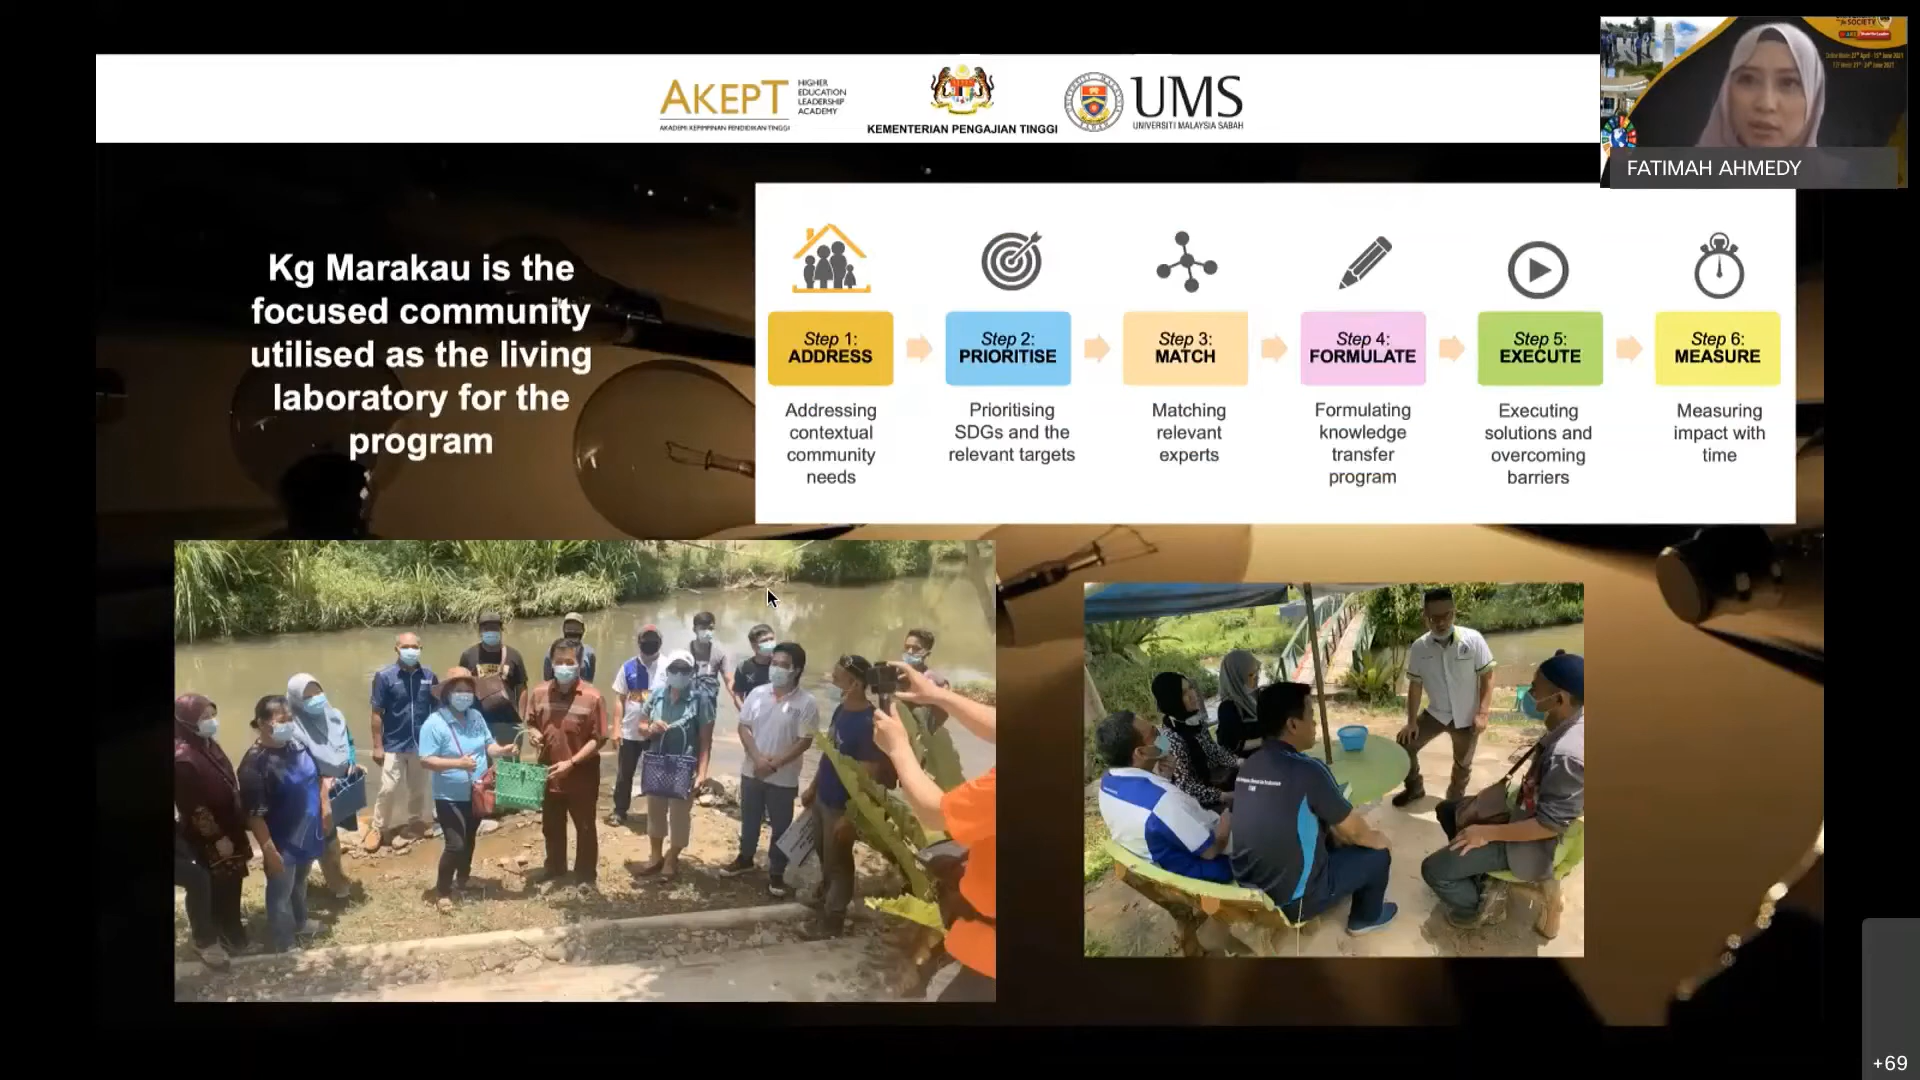 AKEPT
HIGHER
EDUCATION
LEADERSHIP
ACADEMY
AKADEMI KEPIMPINAN PENDIDIKAN TINGGI
KEMENTERIAN PENGAJIAN TINGGI
UMS
UNIVERSITI MALAYSIA SABAH
SOCIETY
FATIMAH AHMEDY
Kg Marakau is the
focused community
utilised as the living
laboratory for the
program
Step 1:
ADDRESS
Addressing
contextual
community
needs
Step 2:
PRIORITISE
Prioritising
SDGs and the
relevant targets
Step 3:
MATCH
Matching
relevant
experts
Step 4:
FORMULATE
Formulating
knowledge
transfer
program
Step 5:
EXECUTE
Executing
solutions and
overcoming
barriers
Step 6:
MEASURE
Measuring
impact with
time
+69